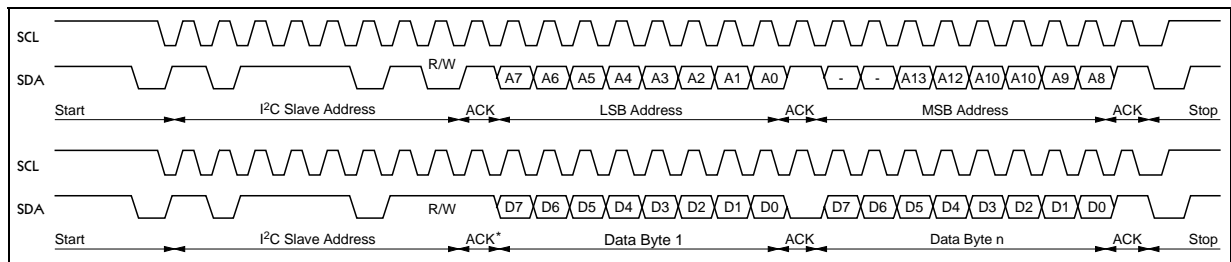 SCL
R/W
SDA A7 A6 A5 A4 A3 A2 A1 A0 - - A13 A12 A10 A10 A9 A8
Start I²C Slave Address ACK LSB Address ACK MSB Address ACK Stop
SCL
SDA R/W D7 D6 D5 D4 D3 D2 D1 D0 D7 D6 D5 D4 D3 D2 D1 D0
Start I²C Slave Address ACK* Data Byte 1 ACK Data Byte n ACK Stop